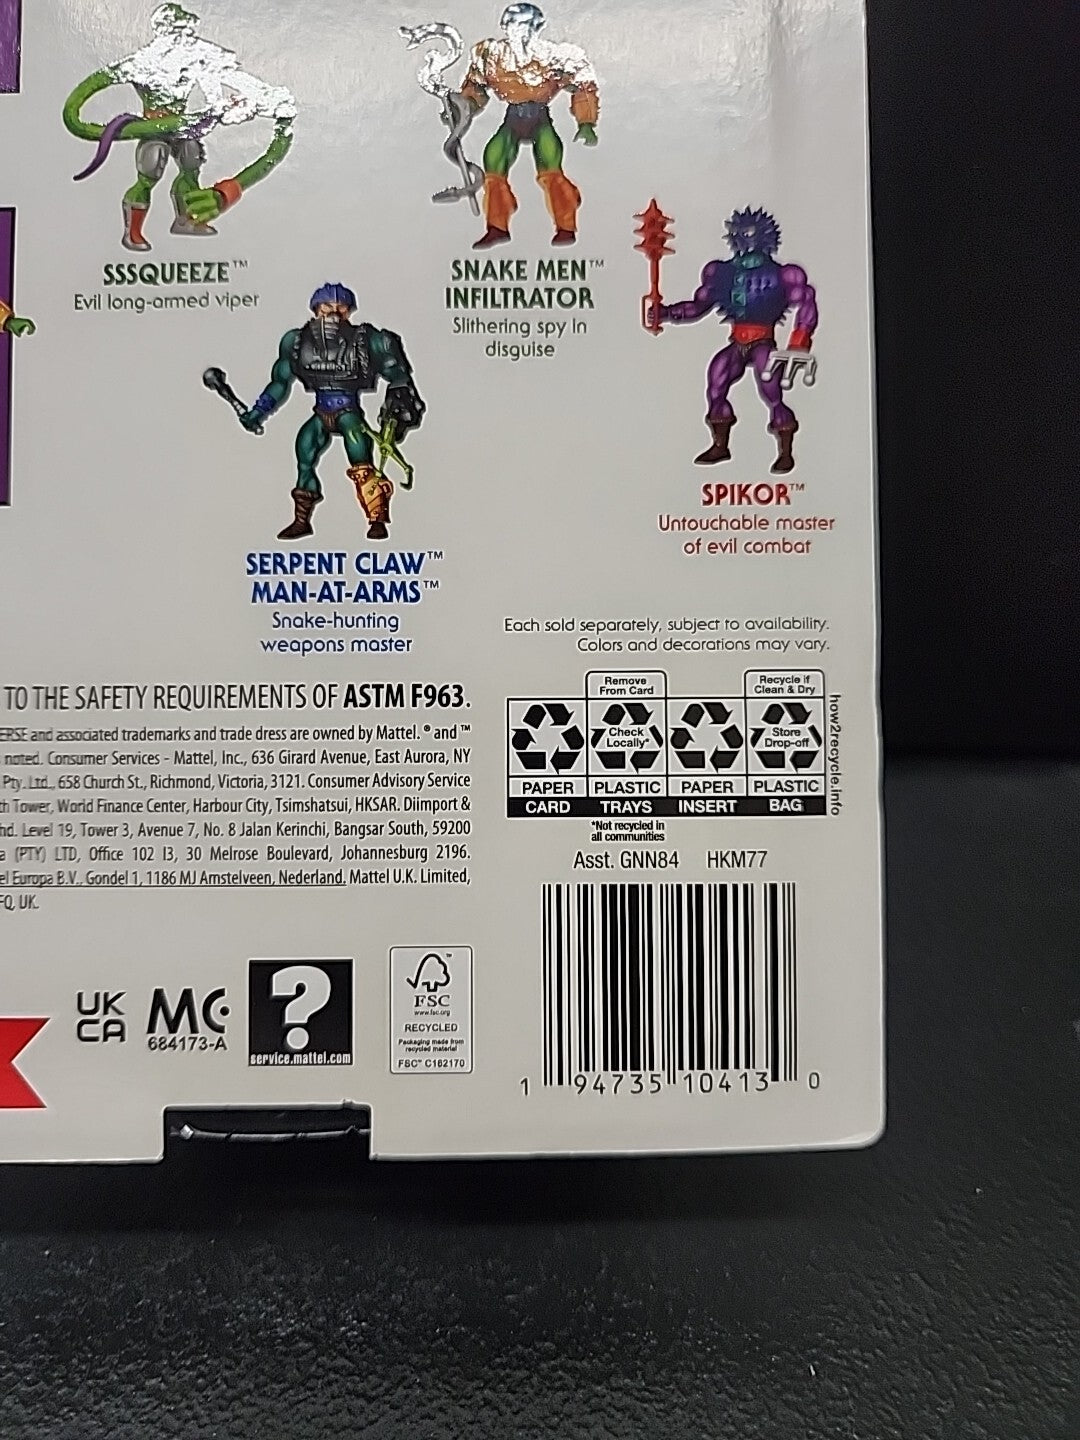 SSSQUEEZE™
Evil long-armed viper
SNAKE MEN™
INFILTRATOR
Slithering spy in
disguise
SPIKOR™
Untouchable master
of evil combat
SERPENT CLAW™
MAN-AT-ARMS™
Snake-hunting
weapons master
Each sold separately, subject to availability.
Colors and decorations may vary.
TO THE SAFETY REQUIREMENTS OF ASTM F963.
and associated trademarks and trade dress are owned by Mattel. ® and ™
noted. Consumer Services - Mattel, Inc., 636 Girard Avenue, East Aurora, NY
Pty. Ltd., 658 Church St., Richmond, Victoria, 3121. Consumer Advisory Service
Tower, World Finance Center, Harbour City, Tsimshatsui, HKSAR. Diimport &
Level 19, Tower 3, Avenue 7, No. 8 Jalan Kerinchi, Bangsar South, 59200
(PTY) LTD, Office 102 I3, 30 Melrose Boulevard, Johannesburg 2196.
Europa B.V., Gondel 1, 1186 MJ Amstelveen, Nederland. Mattel U.K. Limited,
UK.
Remove
From Card
Recycle if
Clean & Dry
Check
Locally*
Store
Drop-off
PAPER PLASTIC PAPER PLASTIC
CARD TRAYS INSERT BAG
how2recycle.info
*Not recycled in
all communities
Asst. GNN84 HKM77
1 94735 10413 0
UK
CA
MC
684173-A
?
service.mattel.com
FSC™
www.fsc.org
RECYCLED
Packaging made from
recycled material
FSC™ C162170